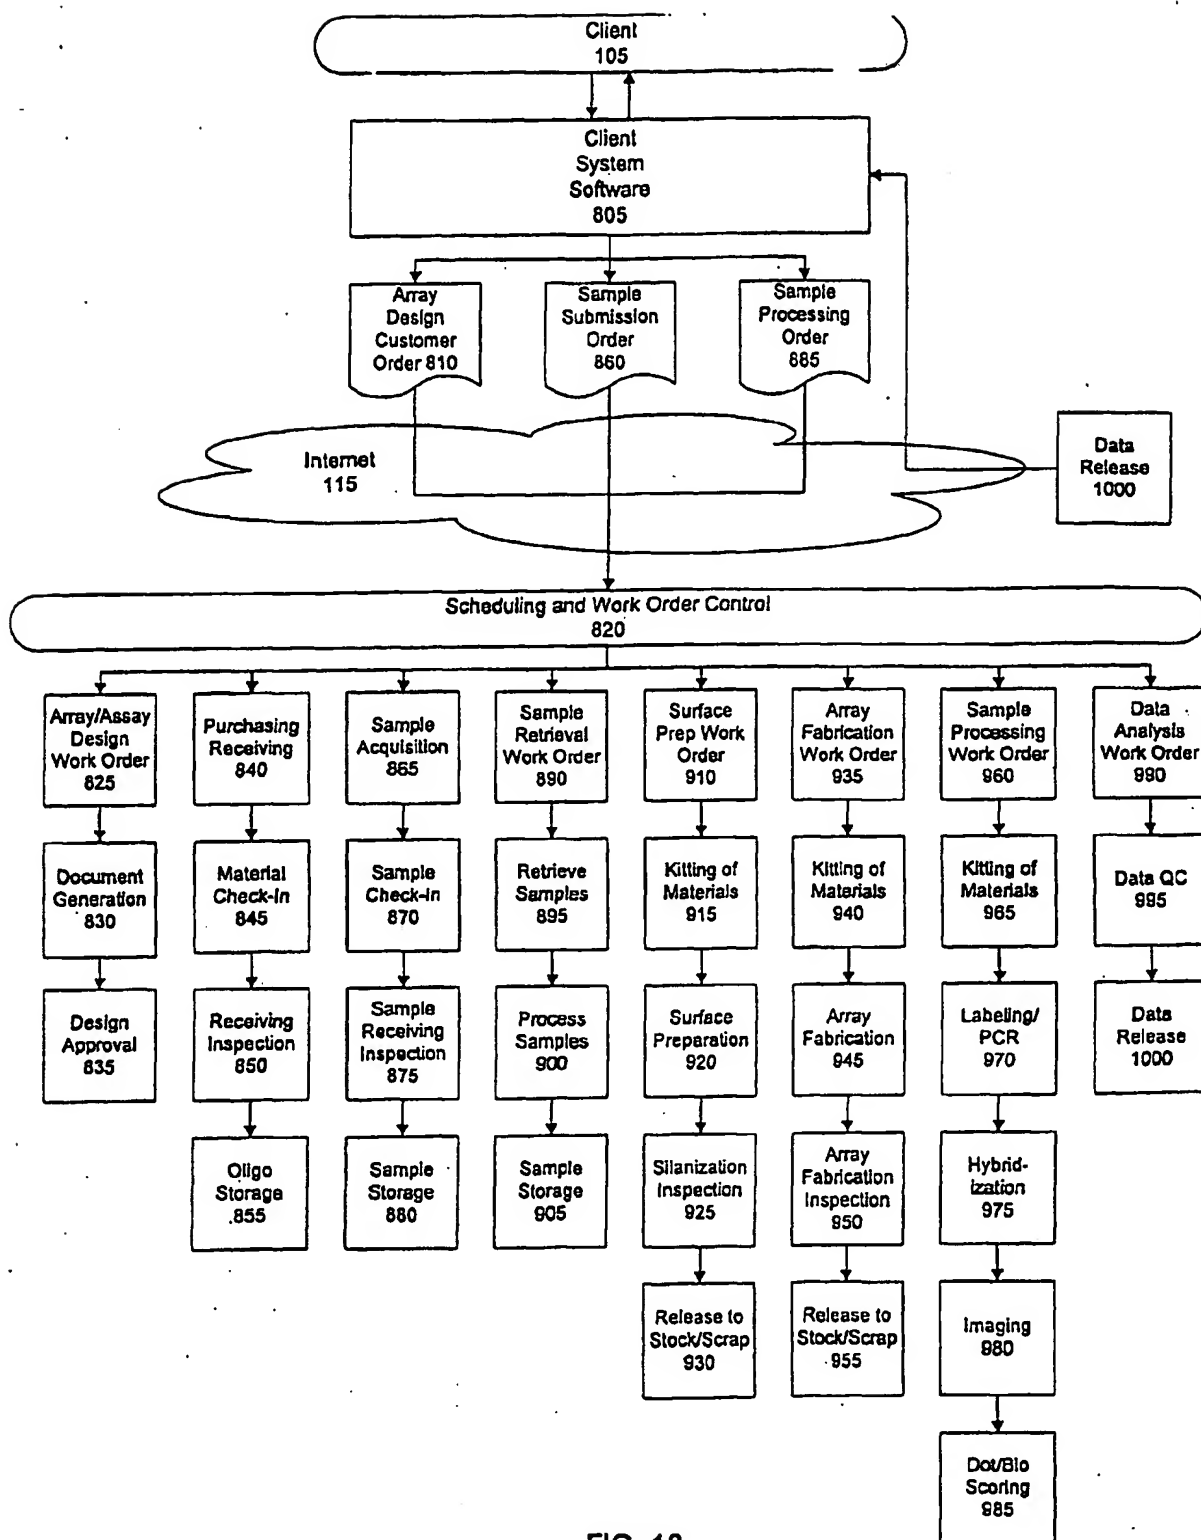 Client
105
Client
System
Software
805
Array
Design
Customer
Order 810
Sample
Submission
Order
860
Sample
Processing
Order
885
Internet
115
Data
Release
1000
Scheduling and Work Order Control
820
Array/Assay
Design
Work Order
825
Purchasing
Receiving
840
Sample
Acquisition
865
Sample
Retrieval
Work Order
890
Surface
Prep Work
Order
910
Array
Fabrication
Work Order
935
Sample
Processing
Work Order
960
Data
Analysis
Work Order
990
Document
Generation
830
Material
Check-In
845
Sample
Check-In
870
Retrieve
Samples
895
Kitting of
Materials
915
Kitting of
Materials
940
Kitting of
Materials
965
Data QC
995
Design
Approval
835
Receiving
Inspection
850
Sample
Receiving
Inspection
875
Process
Samples
900
Surface
Preparation
920
Array
Fabrication
945
Labeling/
PCR
970
Data
Release
1000
Oligo
Storage
855
Sample
Storage
880
Sample
Storage
905
Silanization
Inspection
925
Array
Fabrication
Inspection
950
Hybrid-
ization
975
Release to
Stock/Scrap
930
Release to
Stock/Scrap
955
Imaging
980
Dot/Bio
Scoring
985